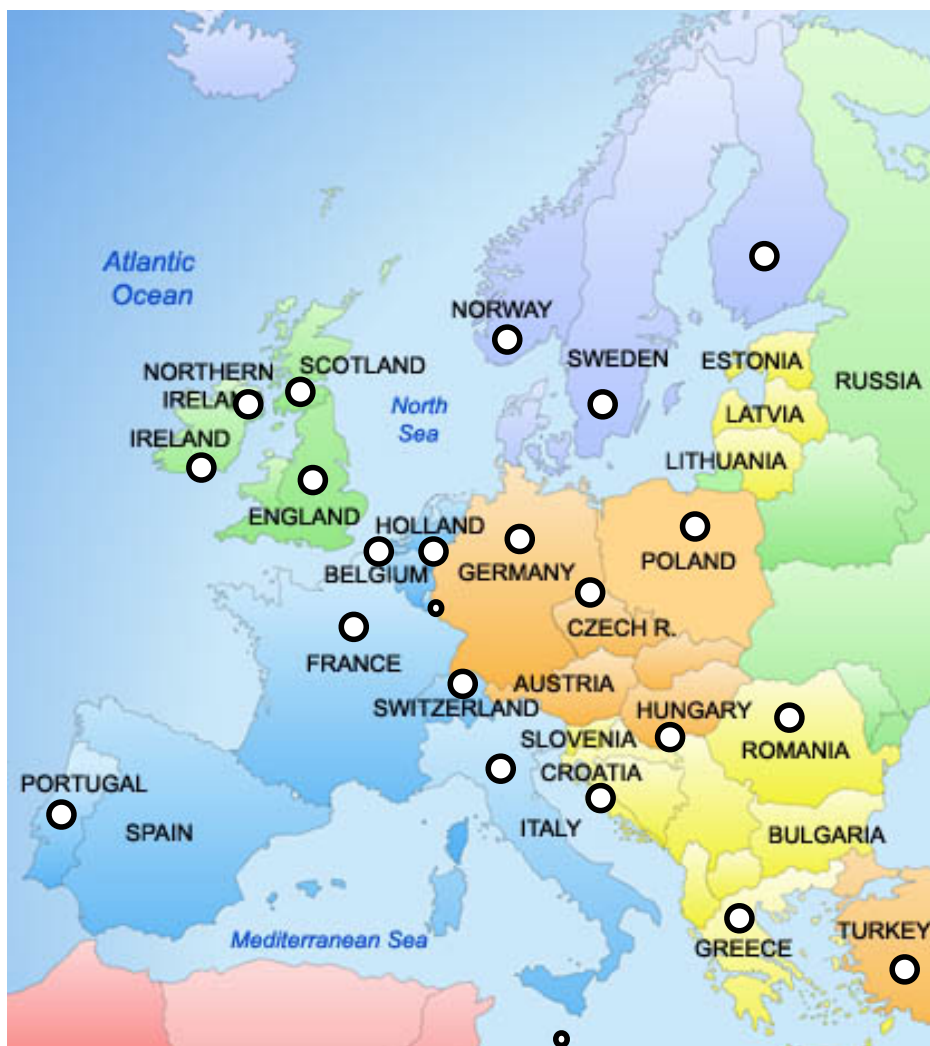 Atlantic
Ocean
NORWAY
SWEDEN
ESTONIA
RUSSIA
NORTHERN
IRELAND
SCOTLAND
North
Sea
LATVIA
IRELAND
LITHUANIA
ENGLAND
HOLLAND
BELGIUM
GERMANY
POLAND
CZECH R.
FRANCE
AUSTRIA
SWITZERLAND
HUNGARY
SLOVENIA
ROMANIA
CROATIA
PORTUGAL
SPAIN
ITALY
BULGARIA
Mediterranean Sea
GREECE
TURKEY